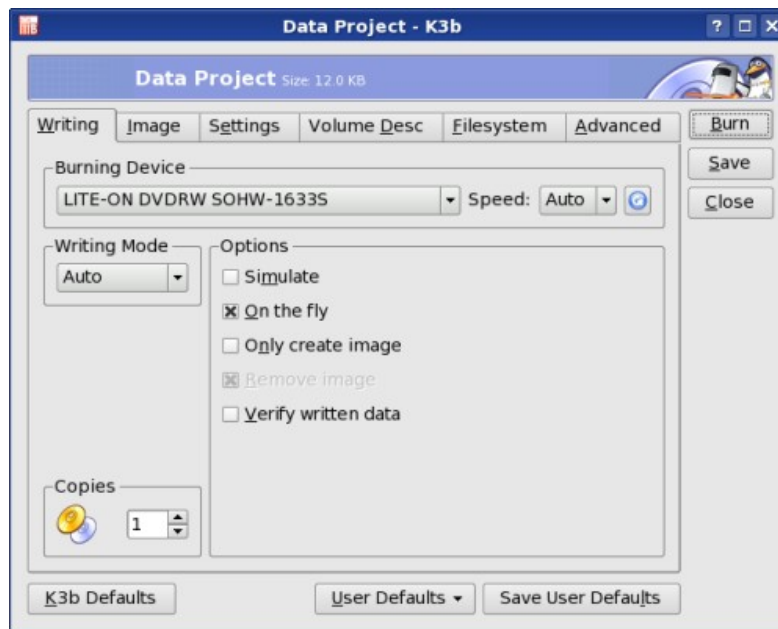 Data Project - K3b
Data Project Size: 12.0 KB
Writing Image Settings Volume Desc Filesystem Advanced
Burn
Save
Close
Burning Device
LITE-ON DVDRW SOHW-1633S Speed: Auto
Writing Mode
Auto
Options
Simulate
On the fly
Only create image
Remove image
Verify written data
Copies
1
K3b Defaults User Defaults Save User Defaults